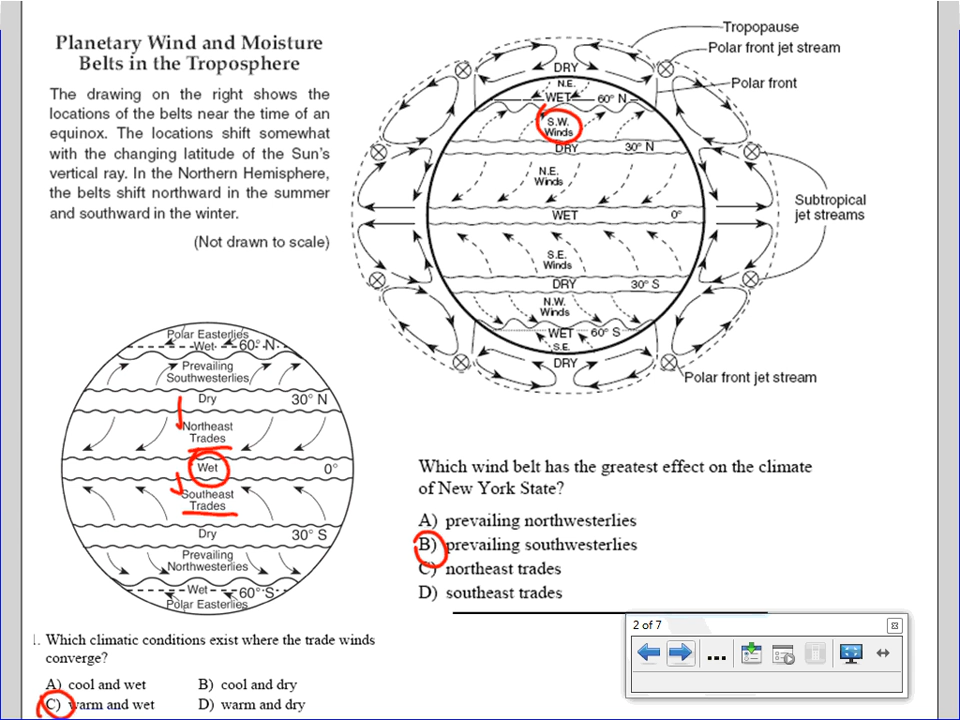 Planetary Wind and Moisture
Belts in the Troposphere
The drawing on the right shows the
locations of the belts near the time of an
equinox. The locations shift somewhat
with the changing latitude of the Sun's
vertical ray. In the Northern Hemisphere,
the belts shift northward in the summer
and southward in the winter.
(Not drawn to scale)
Tropopause
Polar front jet stream
Polar front
DRY
N.E.
WET 60° N
S.W.
Winds
DRY 30° N
N.E.
Winds
WET 0°
Subtropical
jet streams
S.E.
Winds
DRY 30° S
N.W.
Winds
WET 60° S
S.E.
DRY
Polar front jet stream
Polar Easterlies
Wet 60° N
Prevailing
Southwesterlies
Dry 30° N
Northeast
Trades
Wet 0°
Southeast
Trades
Dry 30° S
Prevailing
Northwesterlies
Wet 60° S
Polar Easterlies
1. Which climatic conditions exist where the trade winds
converge?
A) cool and wet B) cool and dry
C) warm and wet D) warm and dry
Which wind belt has the greatest effect on the climate
of New York State?
A) prevailing northwesterlies
B) prevailing southwesterlies
C) northeast trades
D) southeast trades
2 of 7